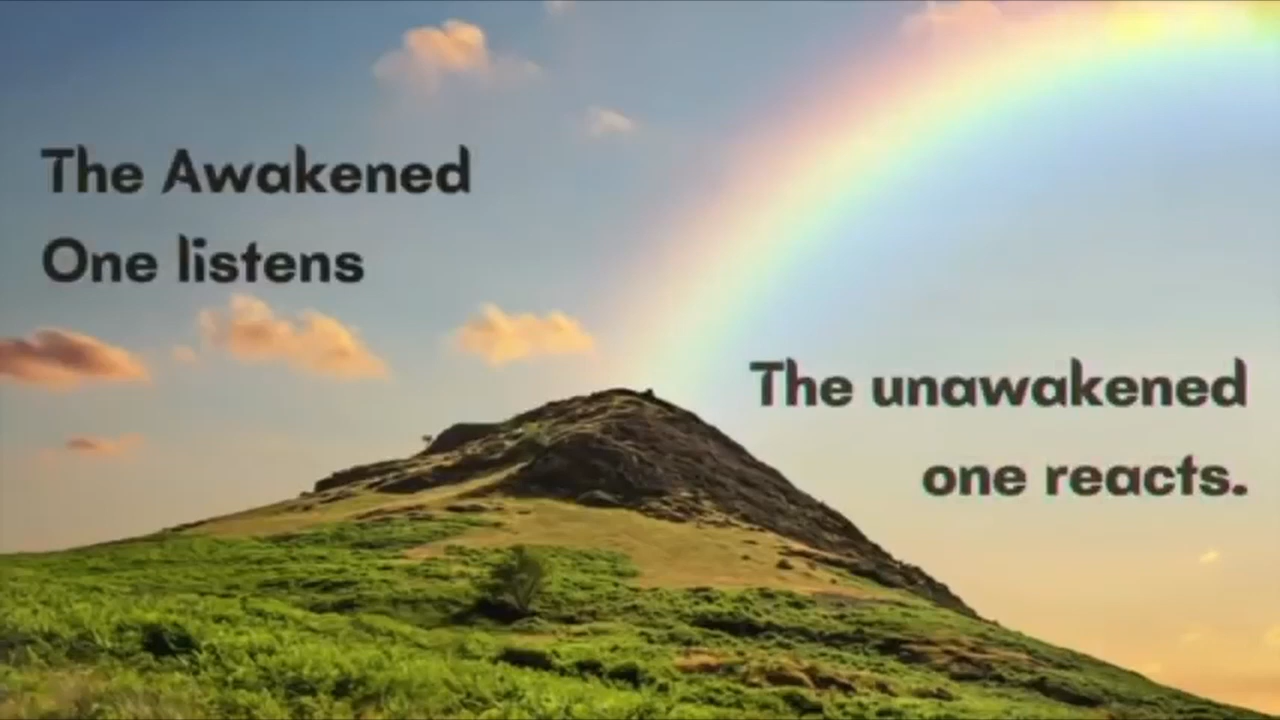 The Awakened
One listens
The unawakened
one reacts.